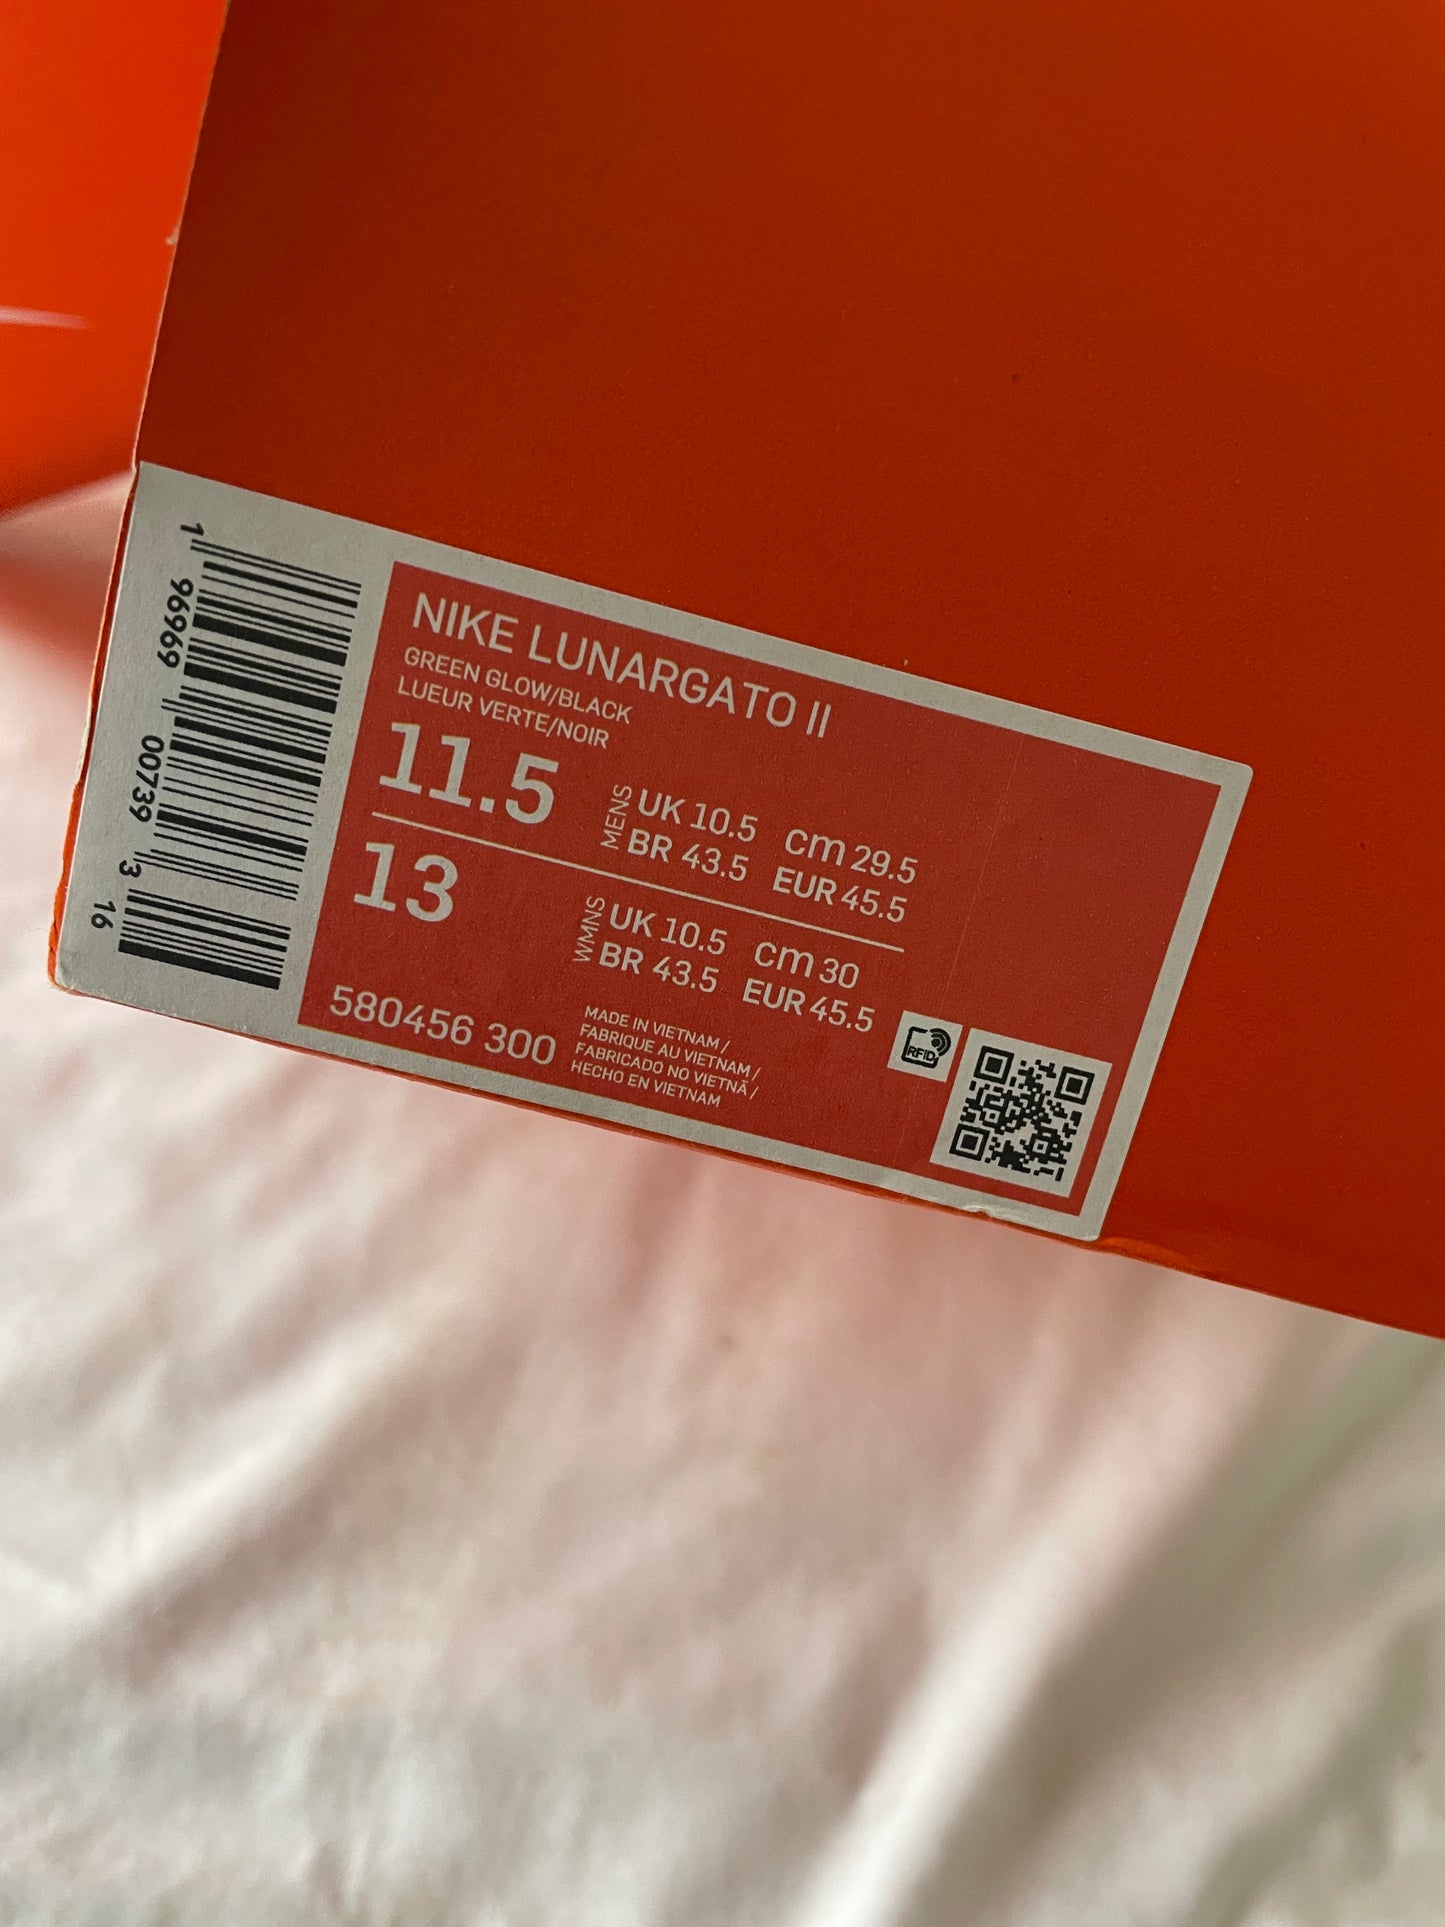 NIKE LUNARGATO II
GREEN GLOW/BLACK
LUEUR VERTE/NOIR
11.5
MENS
UK 10.5 cm 29.5
BR 43.5 EUR 45.5
13
WMNS
UK 10.5 cm 30
BR 43.5 EUR 45.5
580456 300
MADE IN VIETNAM /
FABRIQUE AU VIETNAM /
FABRICADO NO VIETNÃ /
HECHO EN VIETNAM
RFID
1 96969 00739 3 16